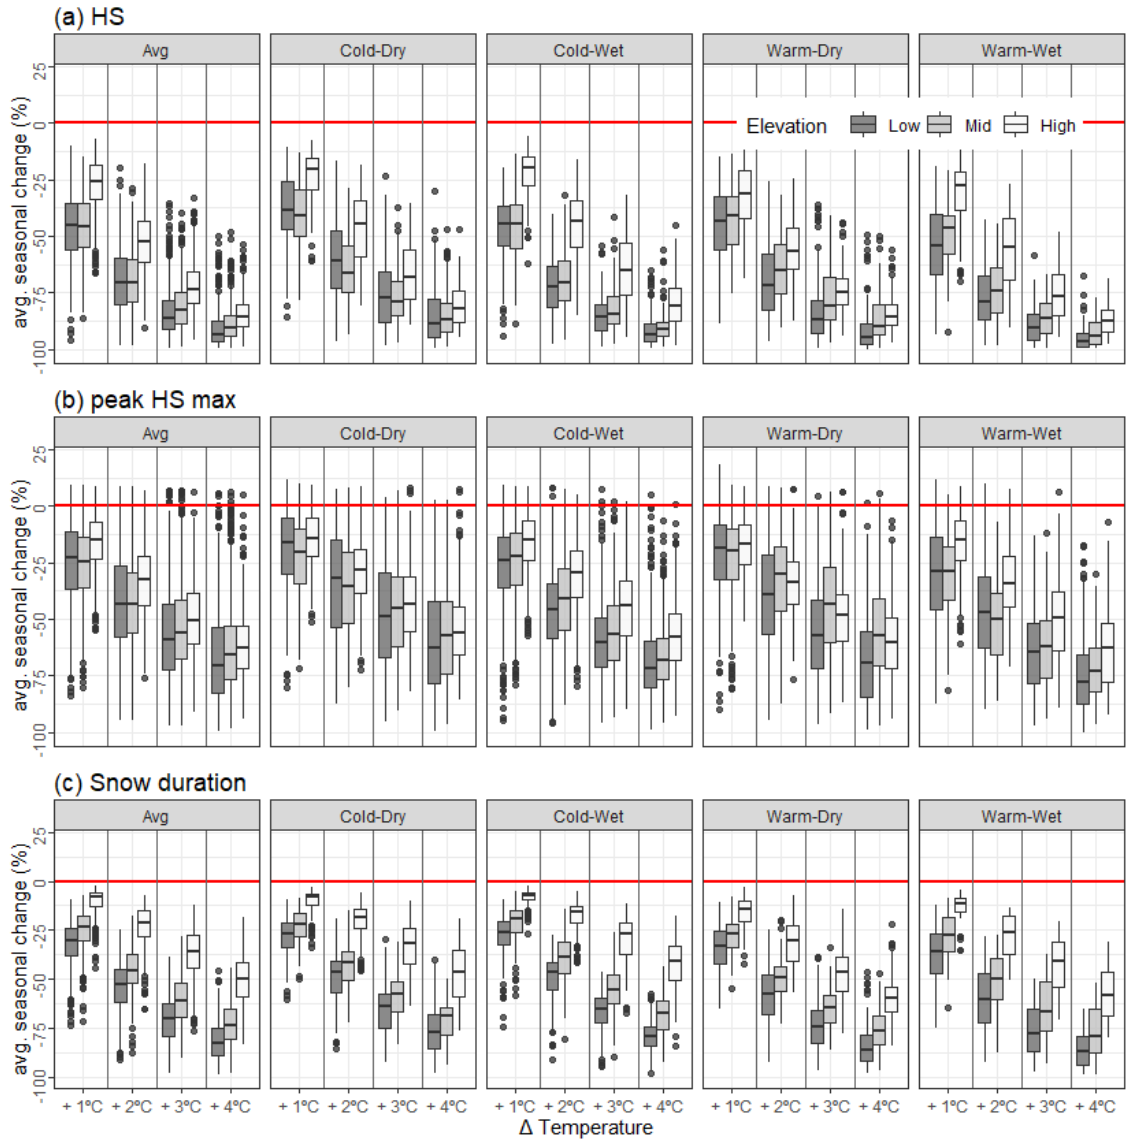 (a) HS
Avg Cold-Dry Cold-Wet Warm-Dry Warm-Wet
avg. seasonal change (%)
25
0
-25
-50
-75
-100
Elevation Low Mid High
(b) peak HS max
Avg Cold-Dry Cold-Wet Warm-Dry Warm-Wet
avg. seasonal change (%)
25
0
-25
-50
-75
-100
(c) Snow duration
Avg Cold-Dry Cold-Wet Warm-Dry Warm-Wet
avg. seasonal change (%)
25
0
-25
-50
-75
-100
+ 1ºC + 2ºC + 3ºC + 4ºC + 1ºC + 2ºC + 3ºC + 4ºC + 1ºC + 2ºC + 3ºC + 4ºC + 1ºC + 2ºC + 3ºC + 4ºC + 1ºC + 2ºC + 3ºC + 4ºC
Δ Temperature